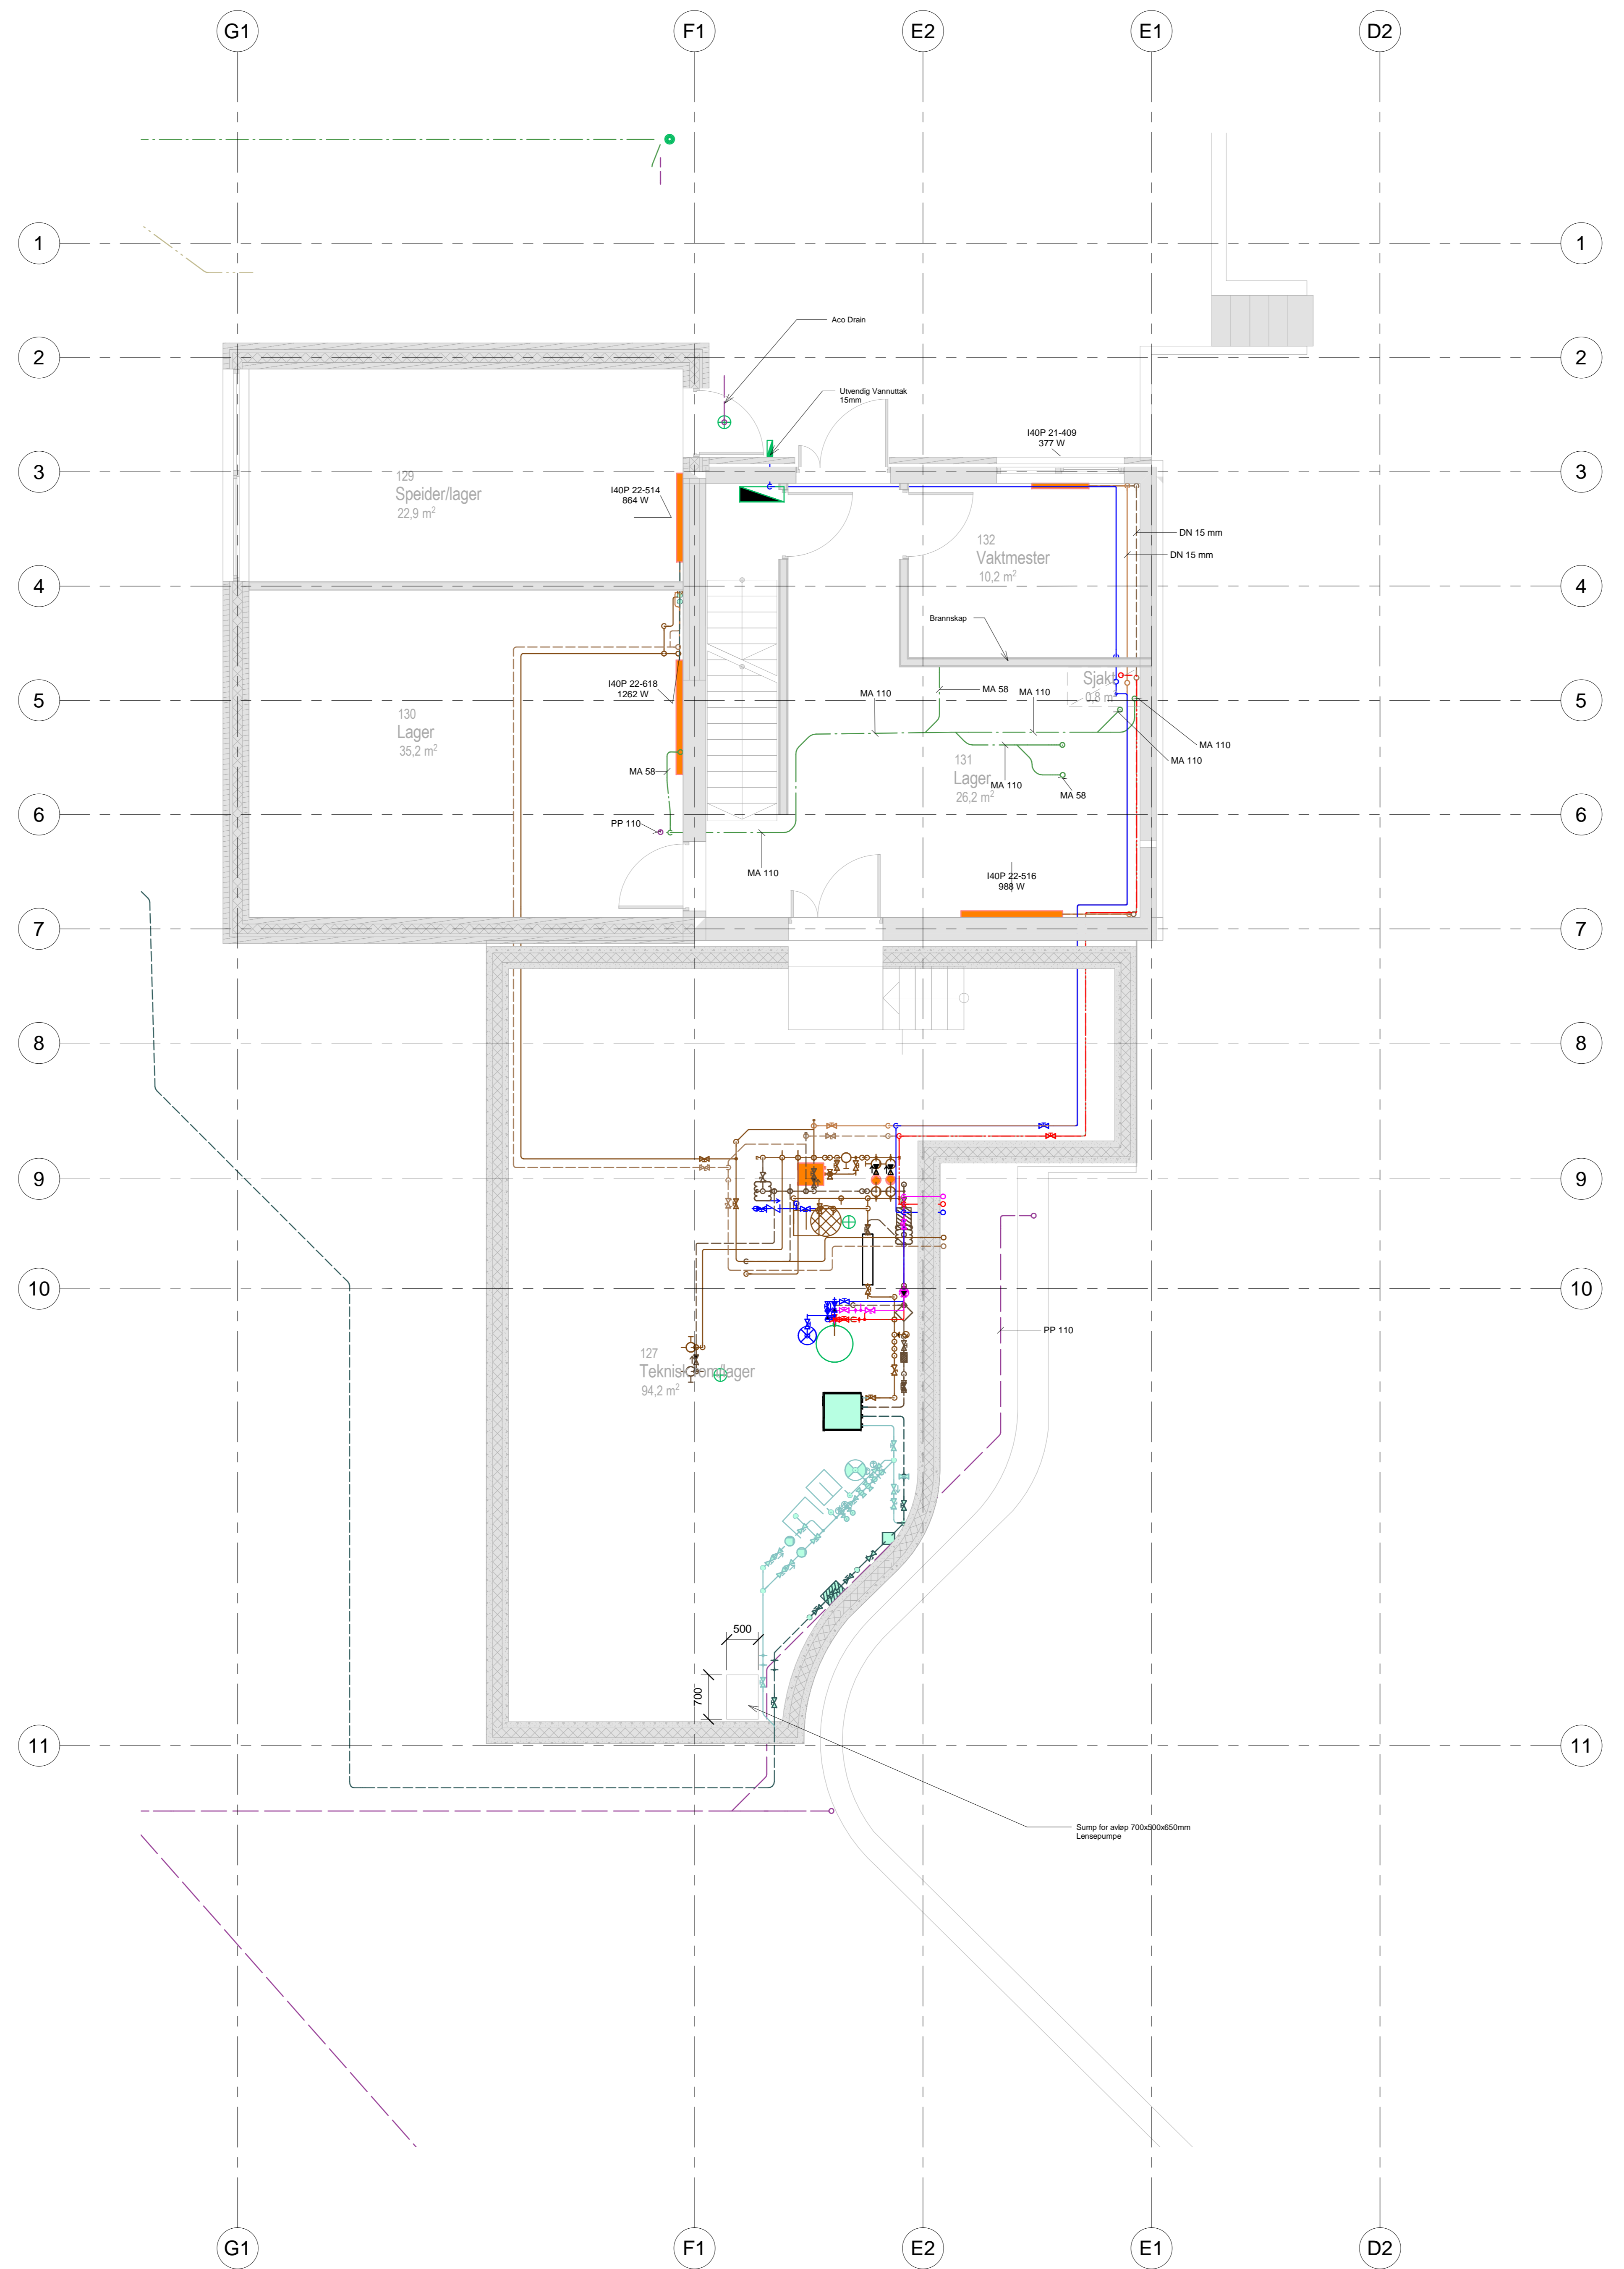 G1
F1
E2
E1
D2
1
1
Aco Drain
2
2
Utvendig Vannuttak
15mm
I40P 21-409
377 W
3
3
129
Speider/lager
22,9 m²
I40P 22-514
864 W
DN 15 mm
DN 15 mm
132
Vaktmester
10,2 m²
4
4
Brannskap
Sjakt
0,8 m
I40P 22-618
1262 W
MA 110
MA 58
MA 110
5
5
130
Lager
35,2 m²
MA 58
MA 110
MA 110
131
Lager
26,2 m²
MA 110
MA 58
6
6
PP 110
MA 110
I40P 22-516
988 W
7
7
8
8
9
9
10
10
PP 110
127
Teknisk rom/lager
94,2 m²
500
700
11
11
Sump for avløp 700x500x650mm
Lensepumpe
G1
F1
E2
E1
D2